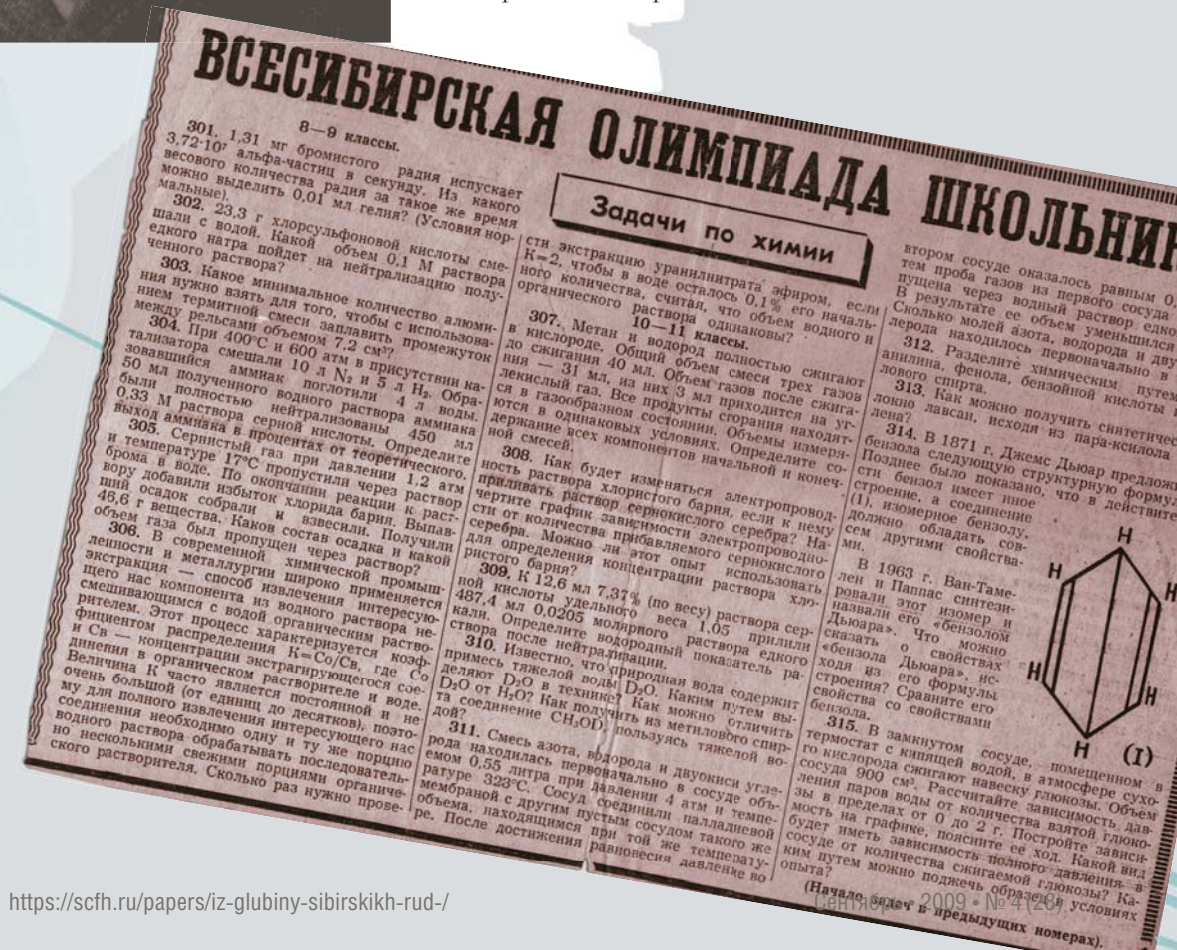 ВСЕСИБИРСКАЯ ОЛИМПИАДА ШКОЛЬНИ
Задачи по химии
8—9 классы.
301. 1,31 мг бромистого радия испускает
3,72·10⁷ альфа-частиц в секунду. Из какого
весового количества радия за такое же время
можно выделить 0,01 мл гелия? (Условия нор-
мальные).
302. 23,3 г хлорсульфоновой кислоты сме-
шали с водой. Какой объем 0,1 М раствора
едкого натра пойдет на нейтрализацию полу-
ченного раствора?
303. Какое минимальное количество алюми-
ния нужно взять для того, чтобы с использова-
нием термитной смеси заплавить промежуток
между рельсами объемом 7,2 см³?
304. При 400°С и 600 атм в присутствии ка-
тализатора смешали 10 л N₂ и 5 л H₂. Обра-
зовавшийся аммиак поглотили 4 л воды.
50 мл полученного водного раствора аммиака
были полностью нейтрализованы 450 мл
0,33 М раствора серной кислоты. Определите
выход аммиака в процентах от теоретического.
305. Сернистый газ при давлении 1,2 атм
и температуре 17°С пропустили через раствор
брома в воде. По окончании реакции к раст-
вору добавили избыток хлорида бария. Выпав-
ший осадок собрали и взвесили. Получили
46,6 г вещества. Каков состав осадка и какой
объем газа был пропущен через раствор?
306. В современной химической промыш-
ленности и металлургии широко применяется
экстракция — способ извлечения интересую-
щего нас компонента из водного раствора не-
смешивающимся с водой органическим раство-
рителем. Этот процесс характеризуется коэф-
фициентом распределения К=Со/Св, где Со
и Св — концентрации экстрагирующегося сое-
динения в органическом растворителе и воде.
Величина К часто является постоянной и не
очень большой (от единиц до десятков), поэто-
му для полного извлечения интересующего нас
соединения необходимо одну и ту же порцию
водного раствора обрабатывать последователь-
но несколькими свежими порциями органиче-
ского растворителя. Сколько раз нужно прове-
сти экстракцию уранилнитрата эфиром, если
К=2, чтобы в воде осталось 0,1% его началь-
ного количества, считая, что объем водного и
органического раствора одинаковы?
10—11 классы.
307. Метан и водород полностью сжигают
в кислороде. Общий объем смеси трех газов
до сжигания 40 мл. Объем газов после сжига-
ния — 31 мл, из них 3 мл приходится на уг-
лекислый газ. Все продукты сгорания находят-
ся в газообразном состоянии. Объемы измеря-
ются в одинаковых условиях. Определите со-
держание всех компонентов начальной и конеч-
ной смесей.
308. Как будет изменяться электропровод-
ность раствора хлористого бария, если к нему
приливать раствор сернокислого серебра? На-
чертите график зависимости электропроводно-
сти от количества прибавляемого сернокислого
серебра. Можно ли этот опыт использовать
для определения концентрации раствора хло-
ристого бария?
309. К 12,6 мл 7,37% (по весу) раствора сер-
ной кислоты удельного веса 1,05 прилили
487,4 мл 0,0205 молярного раствора едкого
кали. Определите водородный показатель ра-
створа после нейтрализации.
310. Известно, что природная вода содержит
примесь тяжелой воды D₂O. Каким путем вы-
деляют D₂O в технике? Как можно отличить
D₂O от H₂O? Как получить из метилового спир-
та соединение CH₃OD, пользуясь тяжелой во-
дой?
311. Смесь азота, водорода и двуокиси угле-
рода находилась первоначально в сосуде объ-
емом 0,55 литра при давлении 4 атм и темпе-
ратуре 323°С. Сосуд соединили палладиевой
мембраной с другим пустым сосудом такого же
объема, находящимся при той же температу-
ре. После достижения равновесия давление во
втором сосуде оказалось равным 0,
тем проба газов из первого сосуда
пущена через водный раствор едко
В результате ее объем уменьшился
Сколько молей азота, водорода и дву
лерода находилось первоначально в
312. Разделите химическим путем
анилина, фенола, бензойной кислоты и
лового спирта.
313. Как можно получить синтетичес
локно лавсан, исходя из пара-ксилола
лена?
314. В 1871 г. Джемс Дьюар предложи
бензола следующую структурную формул
Позднее было показано, что в действите
сти бензол имеет иное
строение, а соединение
(1), изомерное бензолу,
должно обладать сов-
сем другими свойства-
ми.
В 1963 г. Ван-Таме-
лен и Паппас синтези-
ровали этот изомер и
назвали его «бензолом
Дьюара». Что можно
сказать о свойствах
«бензола Дьюара», ис-
ходя из его формулы
строения? Сравните его
свойства со свойствами
бензола.
H
H
H
H
H
H
(I)
315. В замкнутом сосуде, помещенном в
термостат с кипящей водой, в атмосфере сухо-
го кислорода сжигают навеску глюкозы. Объем
сосуда 900 см³. Рассчитайте зависимость дав-
ления паров воды от количества взятой глюко-
зы в пределах от 0 до 2 г. Постройте зависи-
мость на графике, поясните ее ход. Какой вид
будет иметь зависимость полного давления в
сосуде от количества сжигаемой глюкозы? Ка-
ким путем можно поджечь образец в условиях
опыта?
(Начало задач в предыдущих номерах).
https://scfh.ru/papers/iz-glubiny-sibirskikh-rud-/
Сентябрь • 2009 • № 4(28)